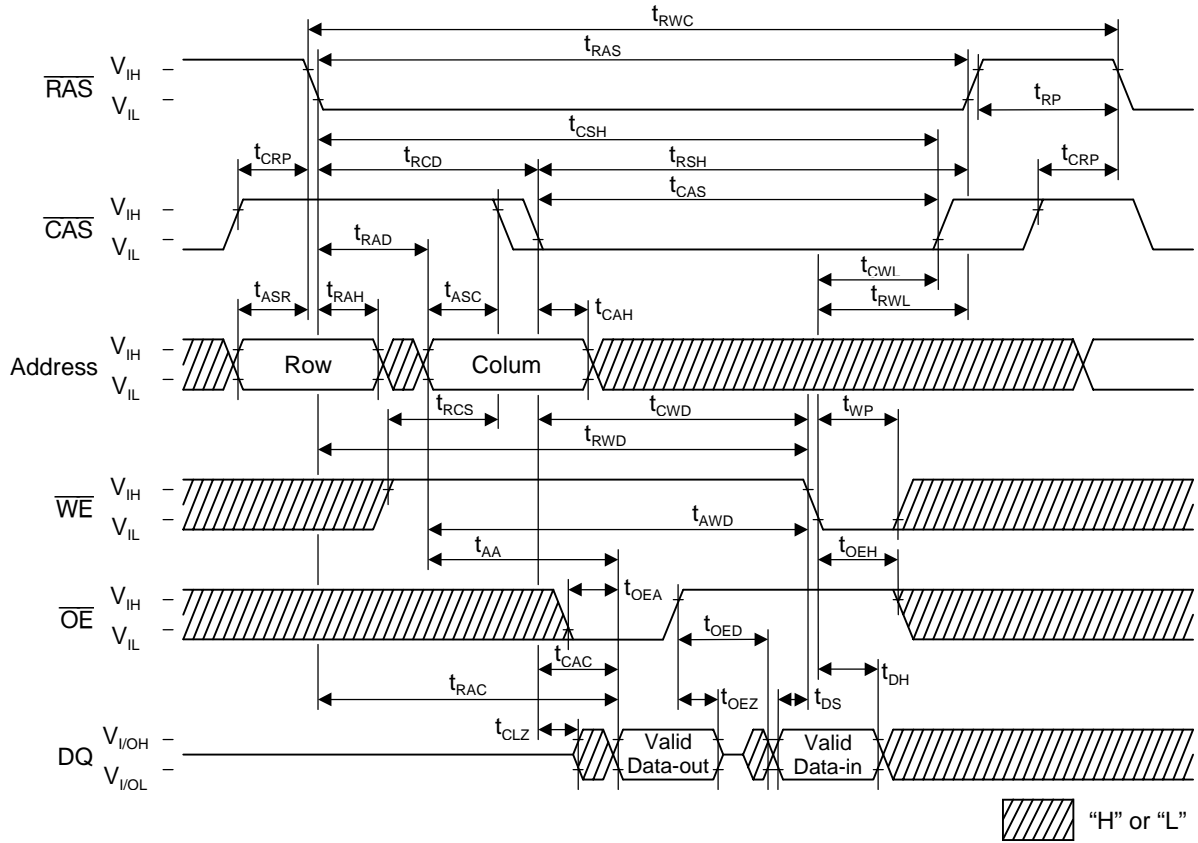 tRWC
tRAS
RAS
VIH
VIL
tRP
tCSH
tCRP
tRCD
tRSH
tCRP
tCAS
CAS
VIH
VIL
tRAD
tCWL
tASR
tRAH
tASC
tCAH
tRWL
Address
VIH
VIL
Row
Colum
tRCS
tCWD
tWP
tRWD
WE
VIH
VIL
tAWD
tAA
tOEH
OE
VIH
VIL
tOEA
tOED
tCAC
tDH
tRAC
tOEZ
tDS
tCLZ
DQ
VI/OH
VI/OL
Valid
Data-out
Valid
Data-in
“H” or “L”